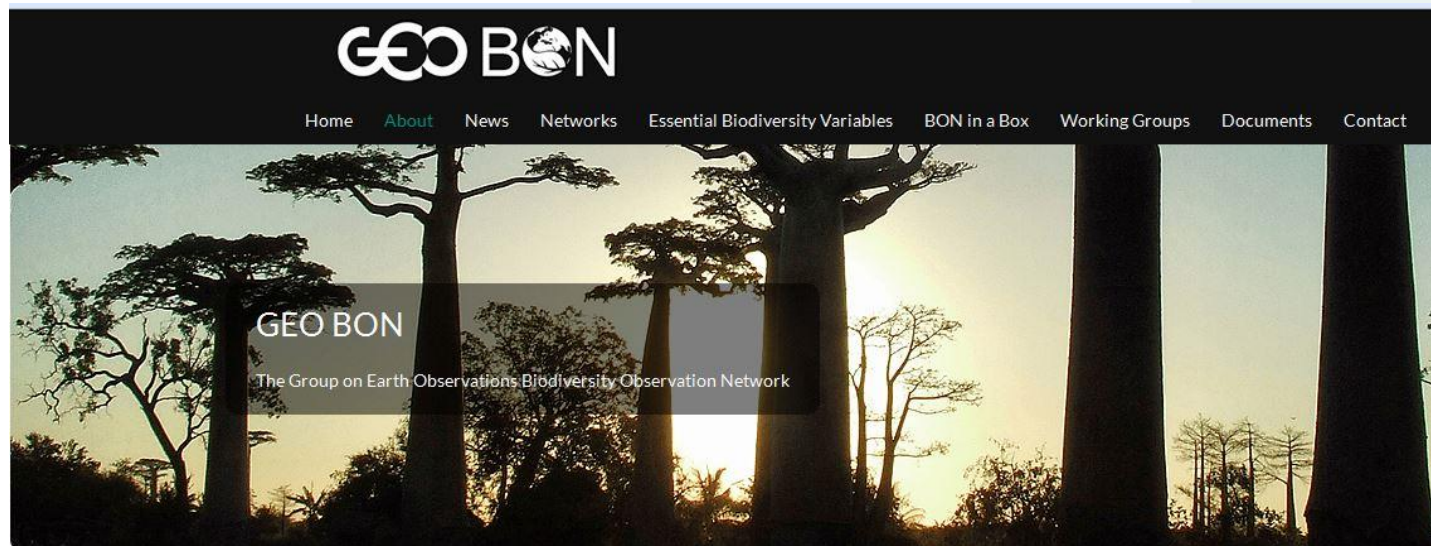 GEO BON
Home About News Networks Essential Biodiversity Variables BON in a Box Working Groups Documents Contact
GEO BON
The Group on Earth Observations Biodiversity Observation Network